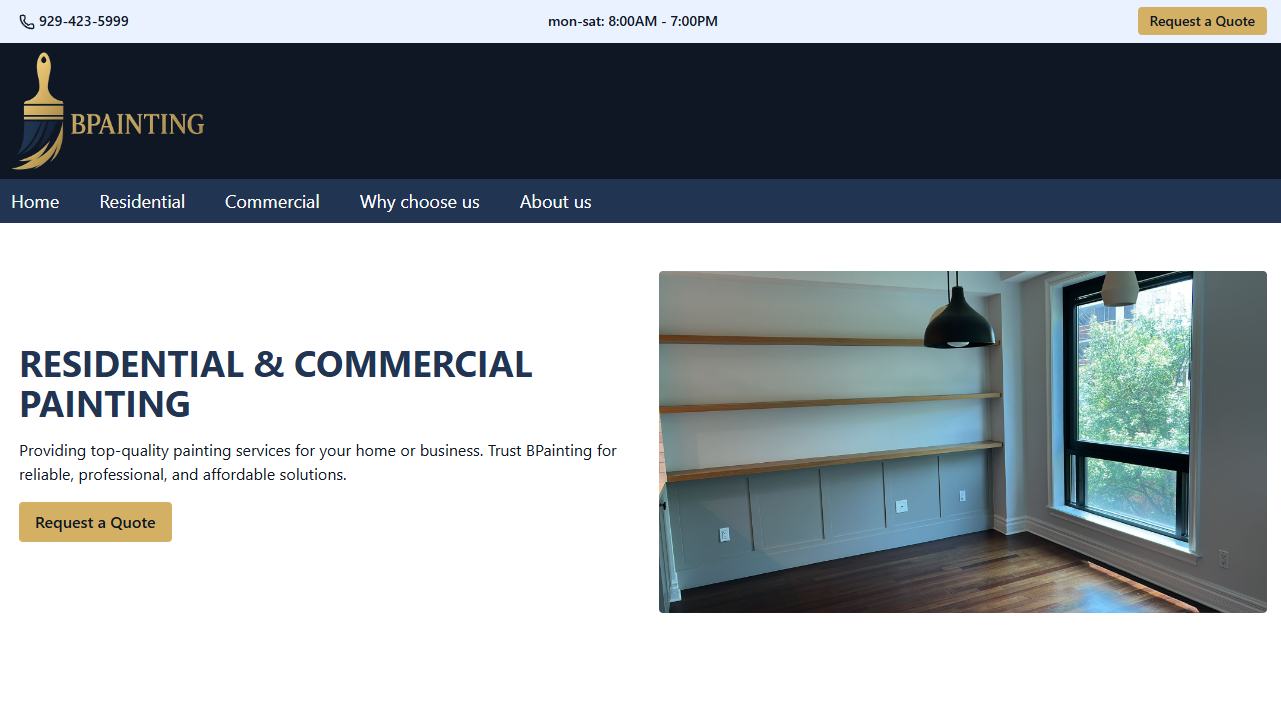 929-423-5999
mon-sat: 8:00AM - 7:00PM
Request a Quote
BPAINTING
Home
Residential
Commercial
Why choose us
About us
RESIDENTIAL & COMMERCIAL
PAINTING
Providing top-quality painting services for your home or business. Trust BPainting for
reliable, professional, and affordable solutions.
Request a Quote